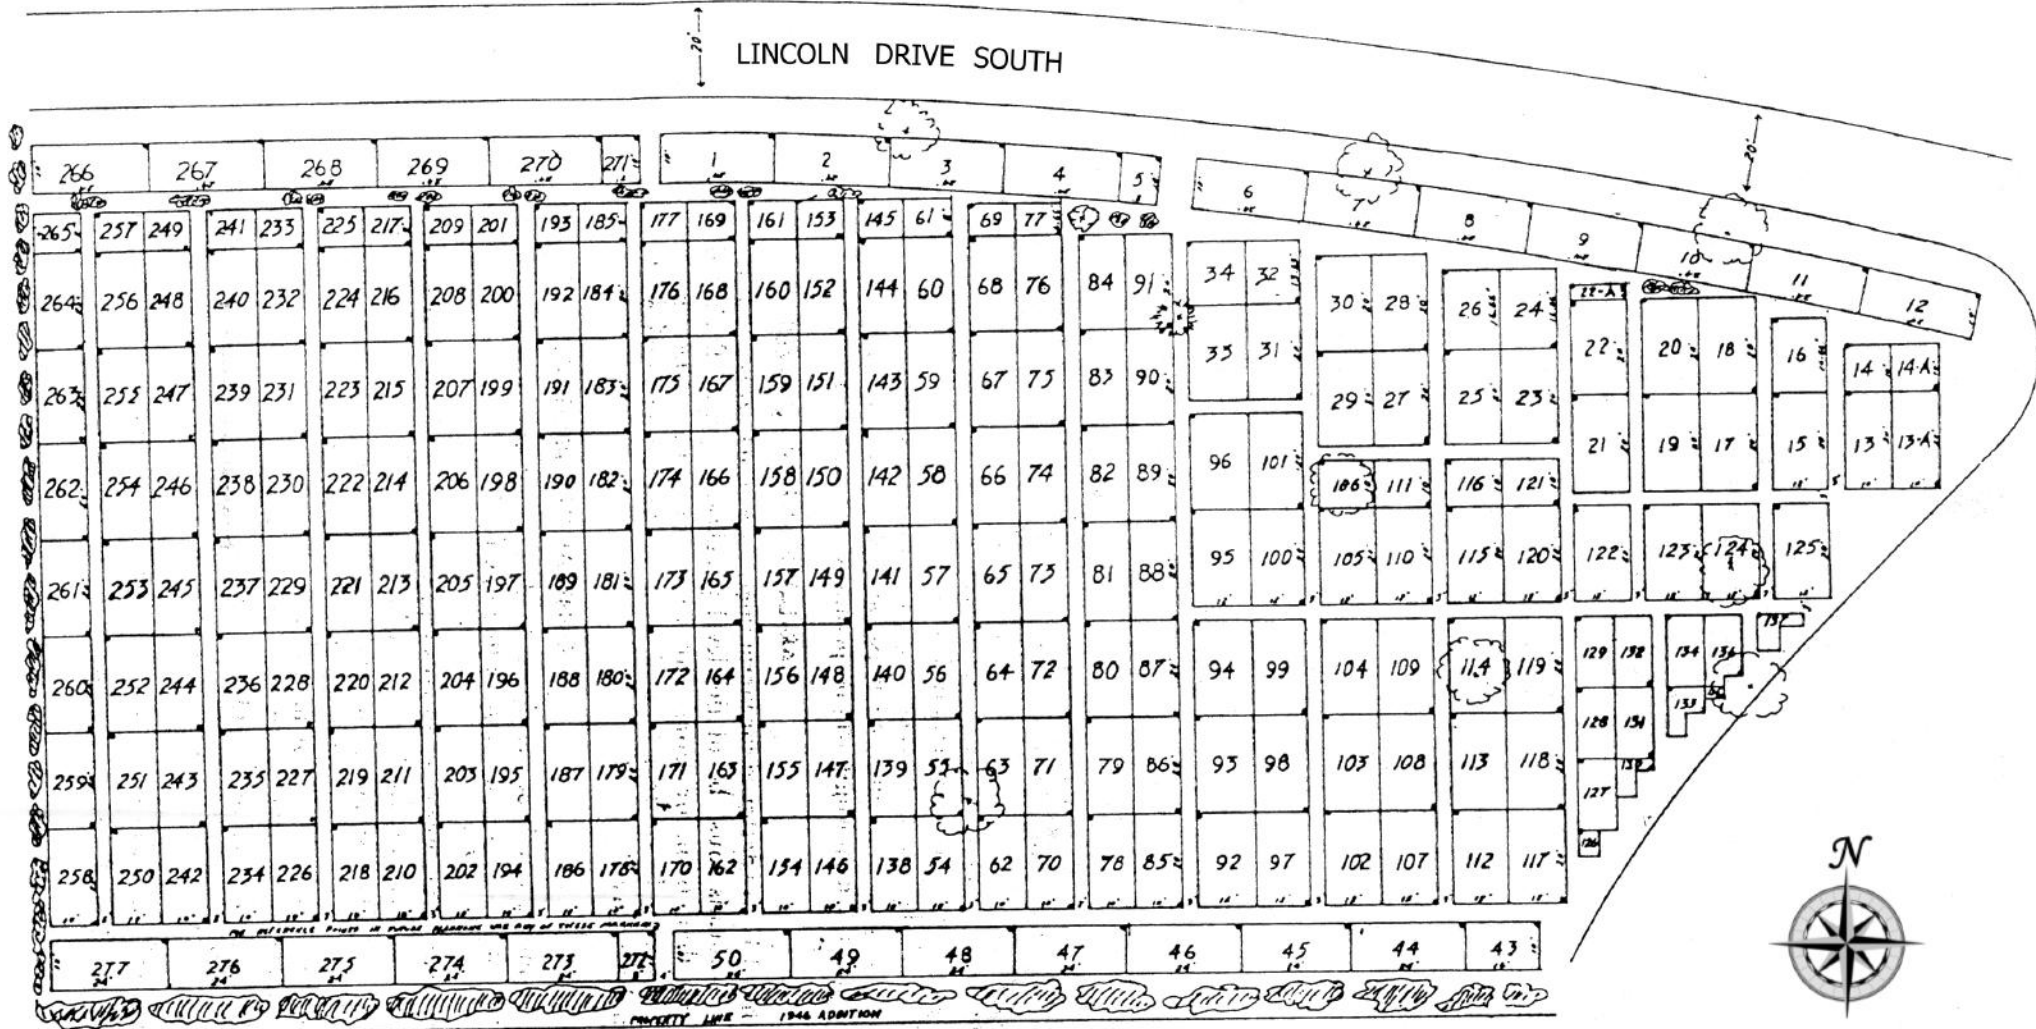 20'
LINCOLN DRIVE SOUTH
20'
266 267 268 269 270 271 1 2 3 4 5 6 7 8 9 10 11 12
265 257 249 241 233 225 217 209 201 193 185 177 169 161 153 145 61 69 77
264 256 248 240 232 224 216 208 200 192 184 176 168 160 152 144 60 68 76 84 91 34 32 30 28 26 24 22-A
263 255 247 239 231 223 215 207 199 191 183 175 167 159 151 143 59 67 75 83 90 33 31 29 27 25 23 22 20 18 16 14 14-A
262 254 246 238 230 222 214 206 198 190 182 174 166 158 150 142 58 66 74 82 89 96 101 106 111 116 121 21 19 17 15 13 13-A
261 253 245 237 229 221 213 205 197 189 181 173 165 157 149 141 57 65 73 81 88 95 100 105 110 115 120 122 123 124 125
260 252 244 236 228 220 212 204 196 188 180 172 164 156 148 140 56 64 72 80 87 94 99 104 109 114 119 129 132 134 136 137
128 131 133
259 251 243 235 227 219 211 203 195 187 179 171 163 155 147 139 55 63 71 79 86 93 98 103 108 113 118 127 130
258 250 242 234 226 218 210 202 194 186 178 170 162 154 146 138 54 62 70 78 85 92 97 102 107 112 117 126
277 276 275 274 273 272 50 49 48 47 46 45 44 43
PROPERTY LINE - 1946 ADDITION
N